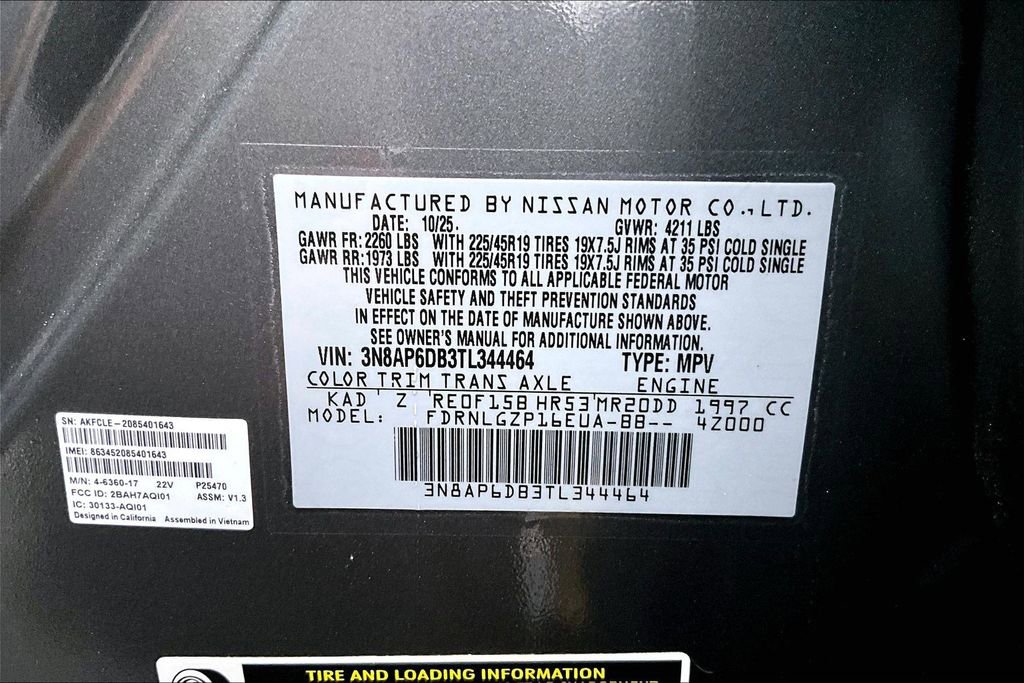 MANUFACTURED BY NISSAN MOTOR CO.,LTD.
DATE: 10/25. GVWR: 4211 LBS
GAWR FR: 2260 LBS WITH 225/45R19 TIRES 19X7.5J RIMS AT 35 PSI COLD SINGLE
GAWR RR: 1973 LBS WITH 225/45R19 TIRES 19X7.5J RIMS AT 35 PSI COLD SINGLE
THIS VEHICLE CONFORMS TO ALL APPLICABLE FEDERAL MOTOR
VEHICLE SAFETY AND THEFT PREVENTION STANDARDS
IN EFFECT ON THE DATE OF MANUFACTURE SHOWN ABOVE.
SEE OWNER'S MANUAL FOR ADDITIONAL INFORMATION.
VIN: 3N8AP6DB3TL344464 TYPE: MPV
COLOR TRIM TRANS AXLE ENGINE
KAD Z RE0F15B HR53 MR20DD 1997 CC
MODEL: FDRNLGZP16EUA-BB-- 4Z000
3N8AP6DB3TL344464
SN: AKFCLE-2085401643
IMEI: 863452085401643
M/N: 4-6360-17 22V P25470
FCC ID: 2BAH7AQI01 ASSM: V1.3
IC: 30133-AQI01
Designed in California Assembled in Vietnam
TIRE AND LOADING INFORMATION